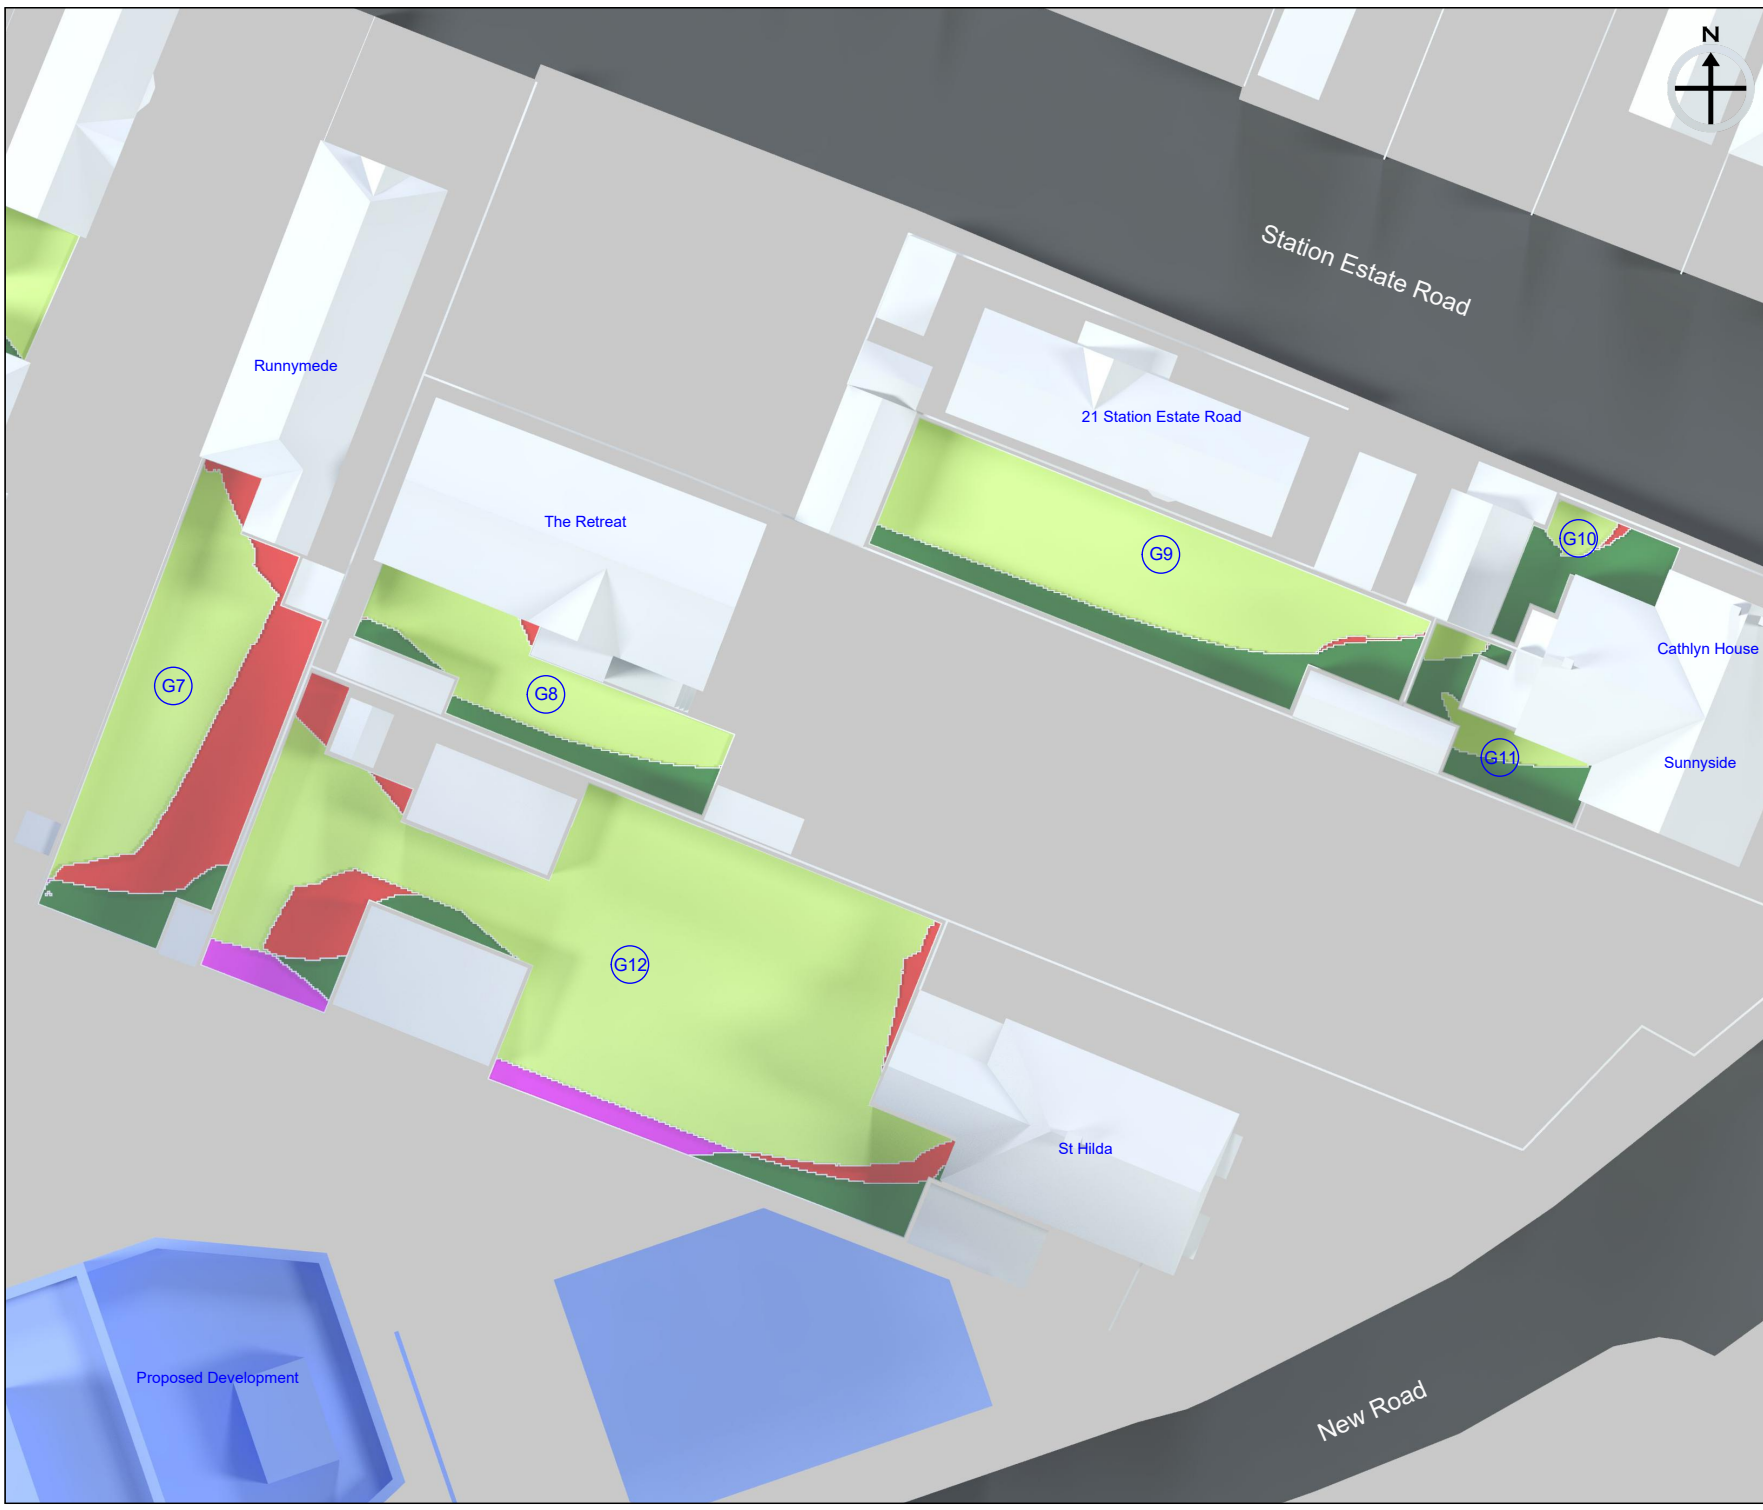 N
Station Estate Road
Runnymede
21 Station Estate Road
The Retreat
G10
G9
Cathlyn House
G7
G8
G11
Sunnyside
G12
St Hilda
Proposed Development
New Road